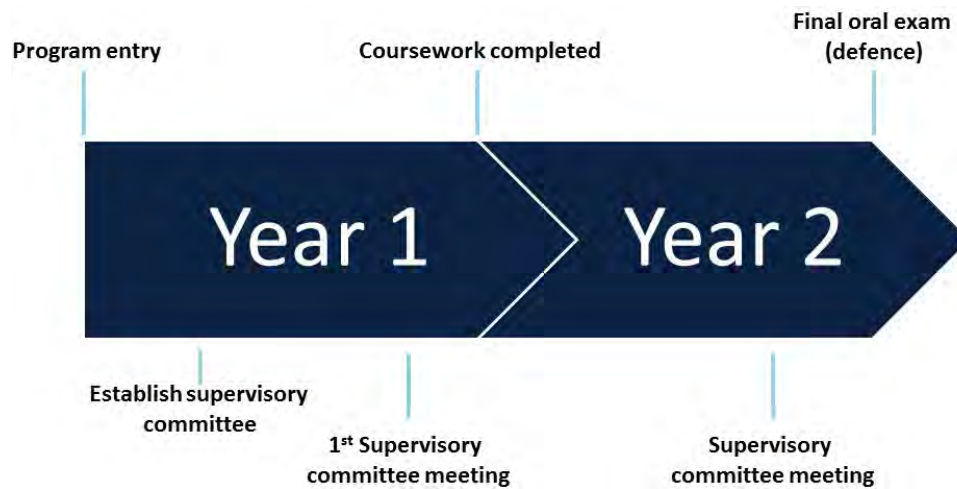 Final oral exam
(defence)
Program entry
Coursework completed
Year 1
Year 2
Establish supervisory
committee
1st Supervisory
committee meeting
Supervisory
committee meeting